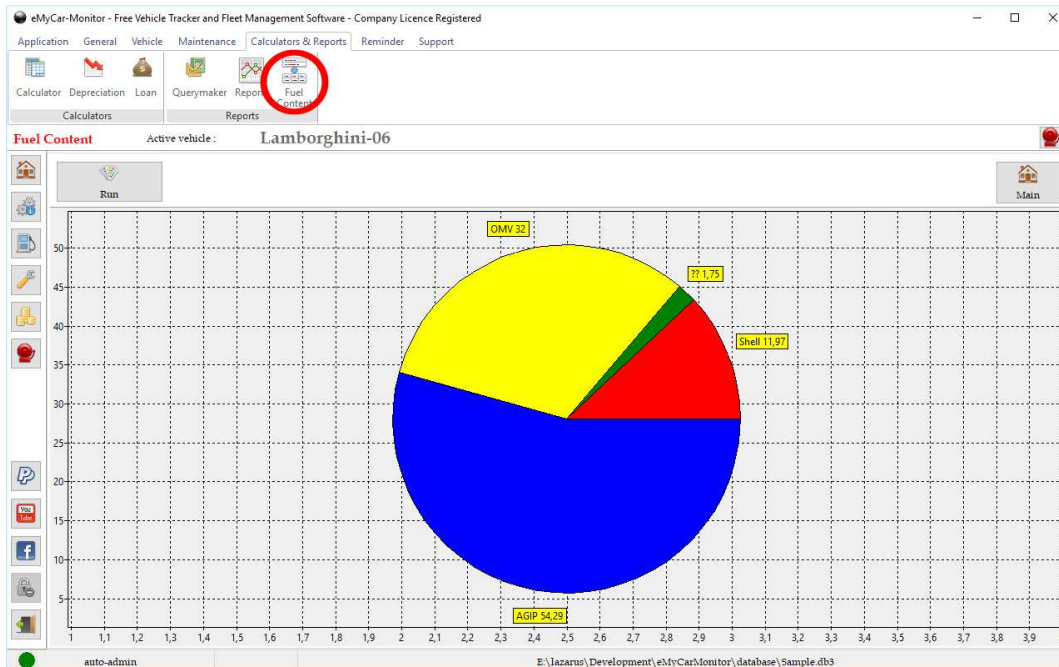 eMyCar-Monitor - Free Vehicle Tracker and Fleet Management Software - Company Licence Registered
Application General Vehicle Maintenance Calculators & Reports Reminder Support
Calculator Depreciation Loan Querymaker Report Fuel
Content
Calculators Reports
Fuel Content Active vehicle : Lamborghini-06
Run
Main
OMV 32
?? 1,75
Shell 11,97
AGIP 54,29
50
45
40
35
30
25
20
15
10
5
1 1,1 1,2 1,3 1,4 1,5 1,6 1,7 1,8 1,9 2 2,1 2,2 2,3 2,4 2,5 2,6 2,7 2,8 2,9 3 3,1 3,2 3,3 3,4 3,5 3,6 3,7 3,8 3,9
You
Tube
auto-admin E:\lazarus\Development\eMyCarMonitor\database\Sample.db3